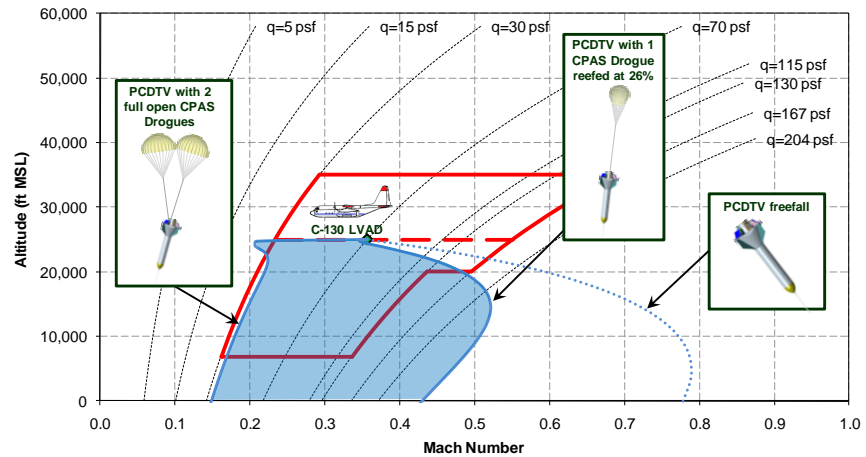 60,000
50,000
40,000
30,000
20,000
10,000
0
Altitude (ft MSL)
q=5 psf
q=15 psf
q=30 psf
q=70 psf
q=115 psf
q=130 psf
q=167 psf
q=204 psf
PCDTV with 2
full open CPAS
Drogues
PCDTV with 1
CPAS Drogue
reefed at 26%
PCDTV freefall
C-130 LVAD
0.0 0.1 0.2 0.3 0.4 0.5 0.6 0.7 0.8 0.9 1.0
Mach Number